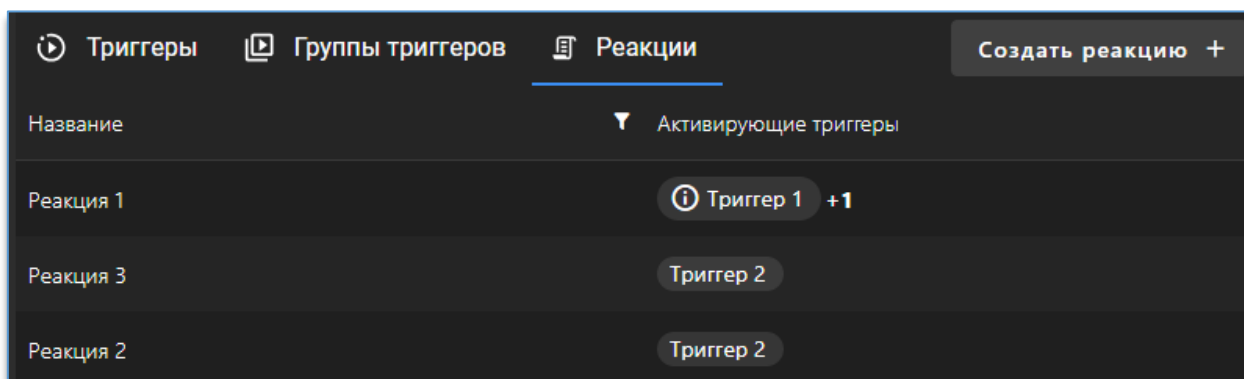 Триггеры Группы триггеров Реакции Создать реакцию +
Название Активирующие триггеры
Реакция 1 Триггер 1 +1
Реакция 3 Триггер 2
Реакция 2 Триггер 2